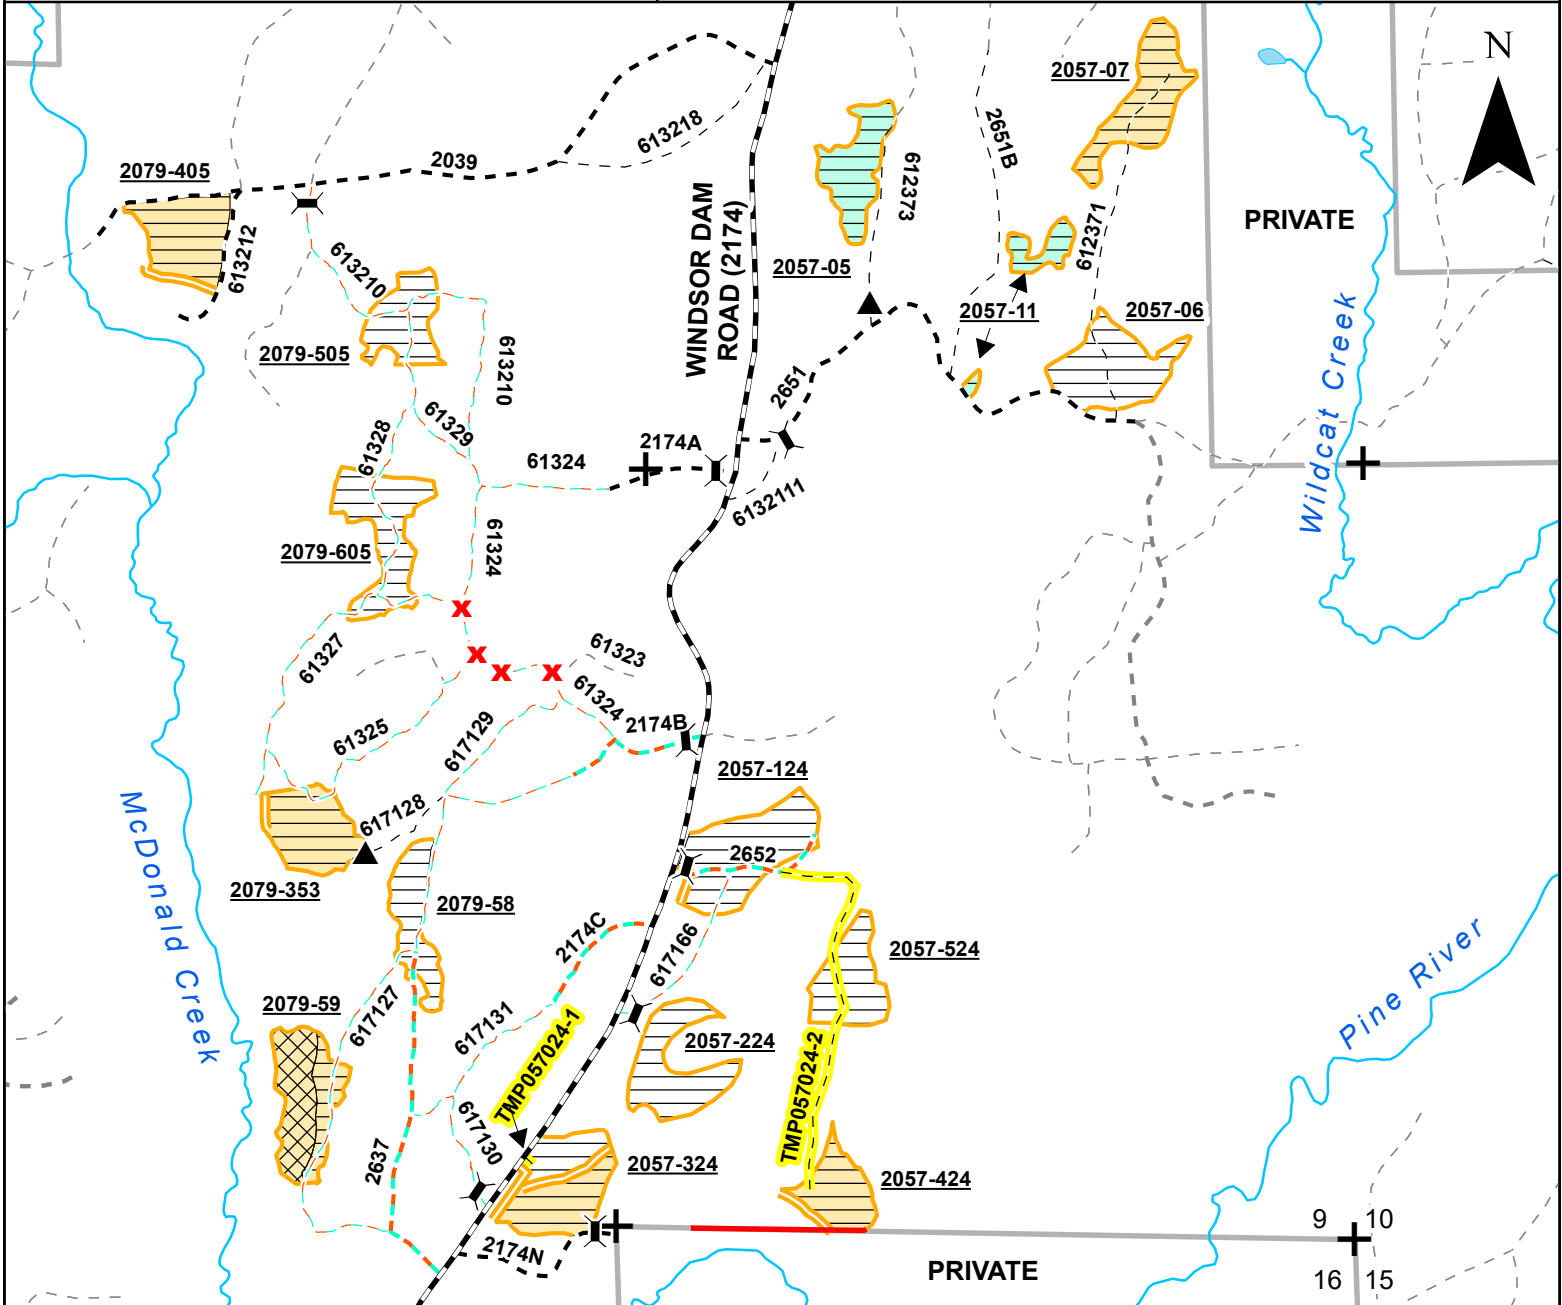 N
2057-07
613218
2651B
2039
2079-405
612373
WINDSOR DAM
ROAD (2174)
PRIVATE
612371
613212
613210
2057-05
2057-11
2057-06
2079-505
613210
Wildcat Creek
2651
61329
61328
2174A
61324
6132111
61324
2079-605
61323
61327
61324
2174B
61325
617129
2057-124
McDonald Creek
617128
2652
2079-353
2079-58
2174C
617166
2057-524
Pine River
2079-59
617127
617131
TMP057024-1
2057-224
TMP057024-2
617130
2637
2057-324
2057-424
9 10
2174N
PRIVATE
16 15